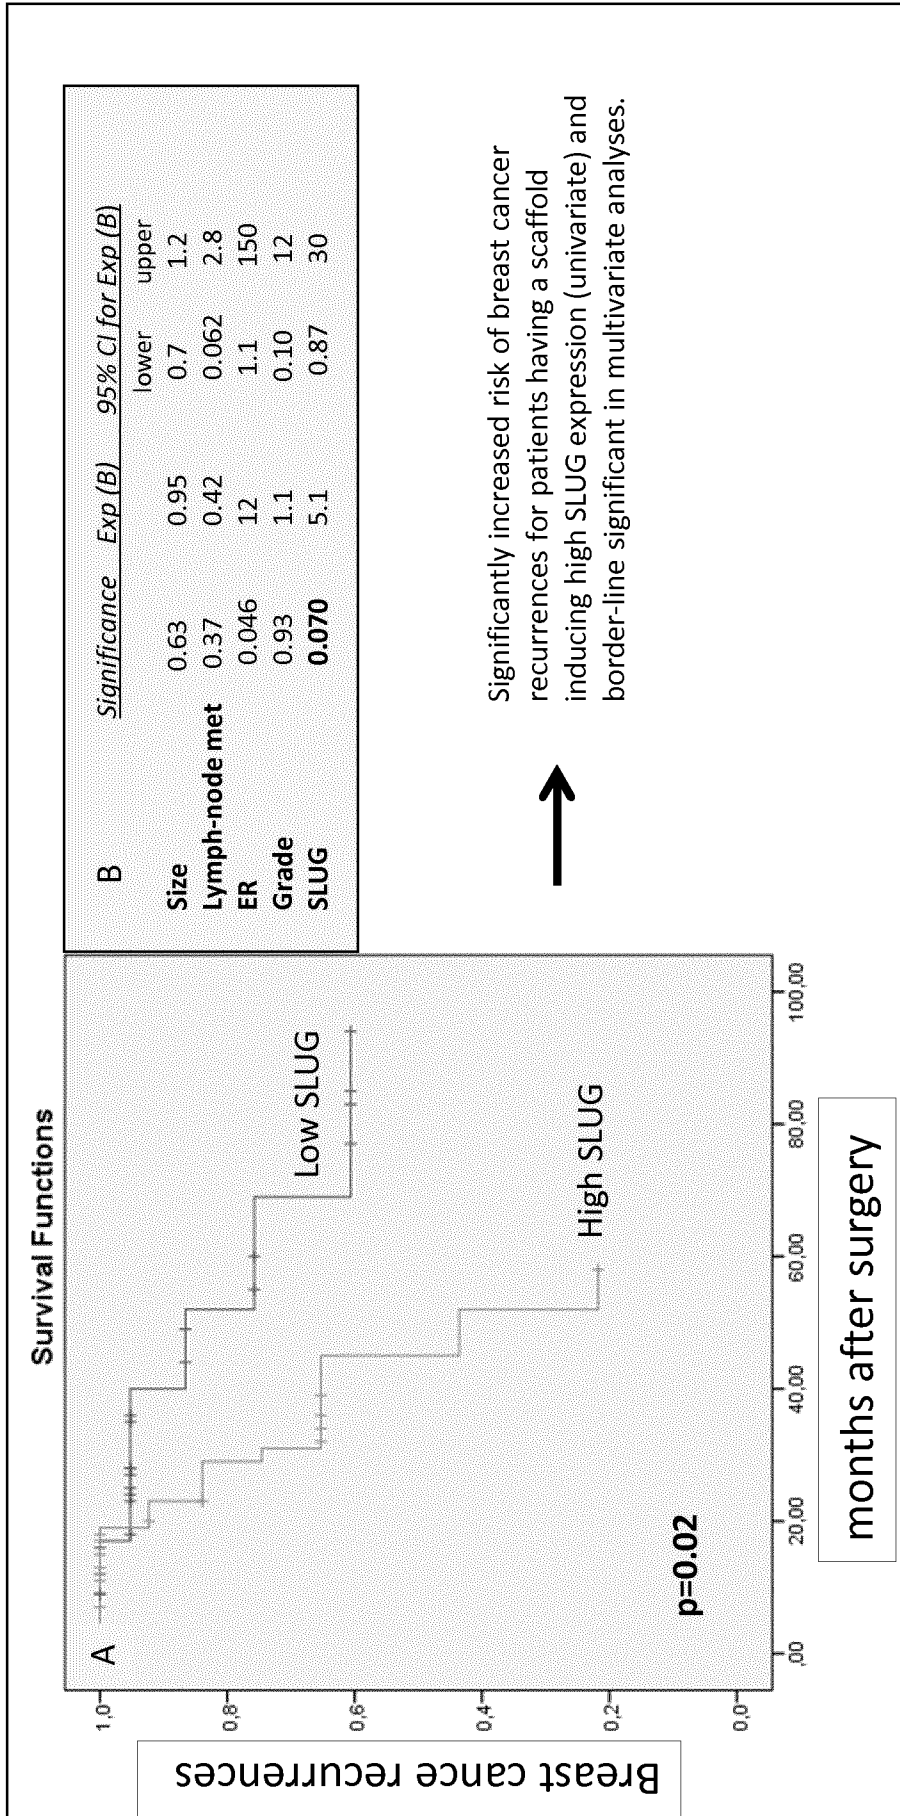 Survival Functions
A
1,0
0,8
0,6
0,4
0,2
0,0
Breast cance recurrences
Low SLUG
High SLUG
p=0.02
,00
20,00
40,00
60,00
80,00
100,00
months after surgery
B
Significance Exp (B) 95% CI for Exp (B)
lower upper
Size 0.63 0.95 0.7 1.2
Lymph-node met 0.37 0.42 0.062 2.8
ER 0.046 12 1.1 150
Grade 0.93 1.1 0.10 12
SLUG 0.070 5.1 0.87 30
Significantly increased risk of breast cancer
recurrences for patients having a scaffold
inducing high SLUG expression (univariate) and
border-line significant in multivariate analyses.